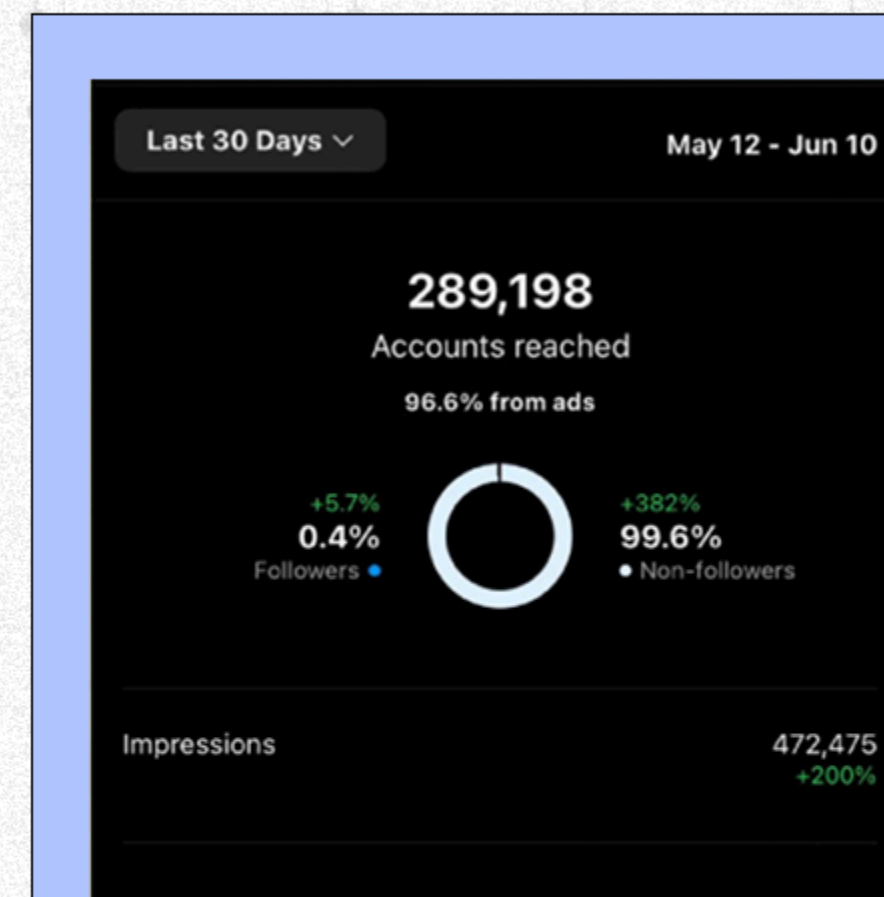 Last 30 Days
May 12 - Jun 10
289,198
Accounts reached
96.6% from ads
+5.7%
0.4%
Followers
+382%
99.6%
Non-followers
Impressions
472,475
+200%